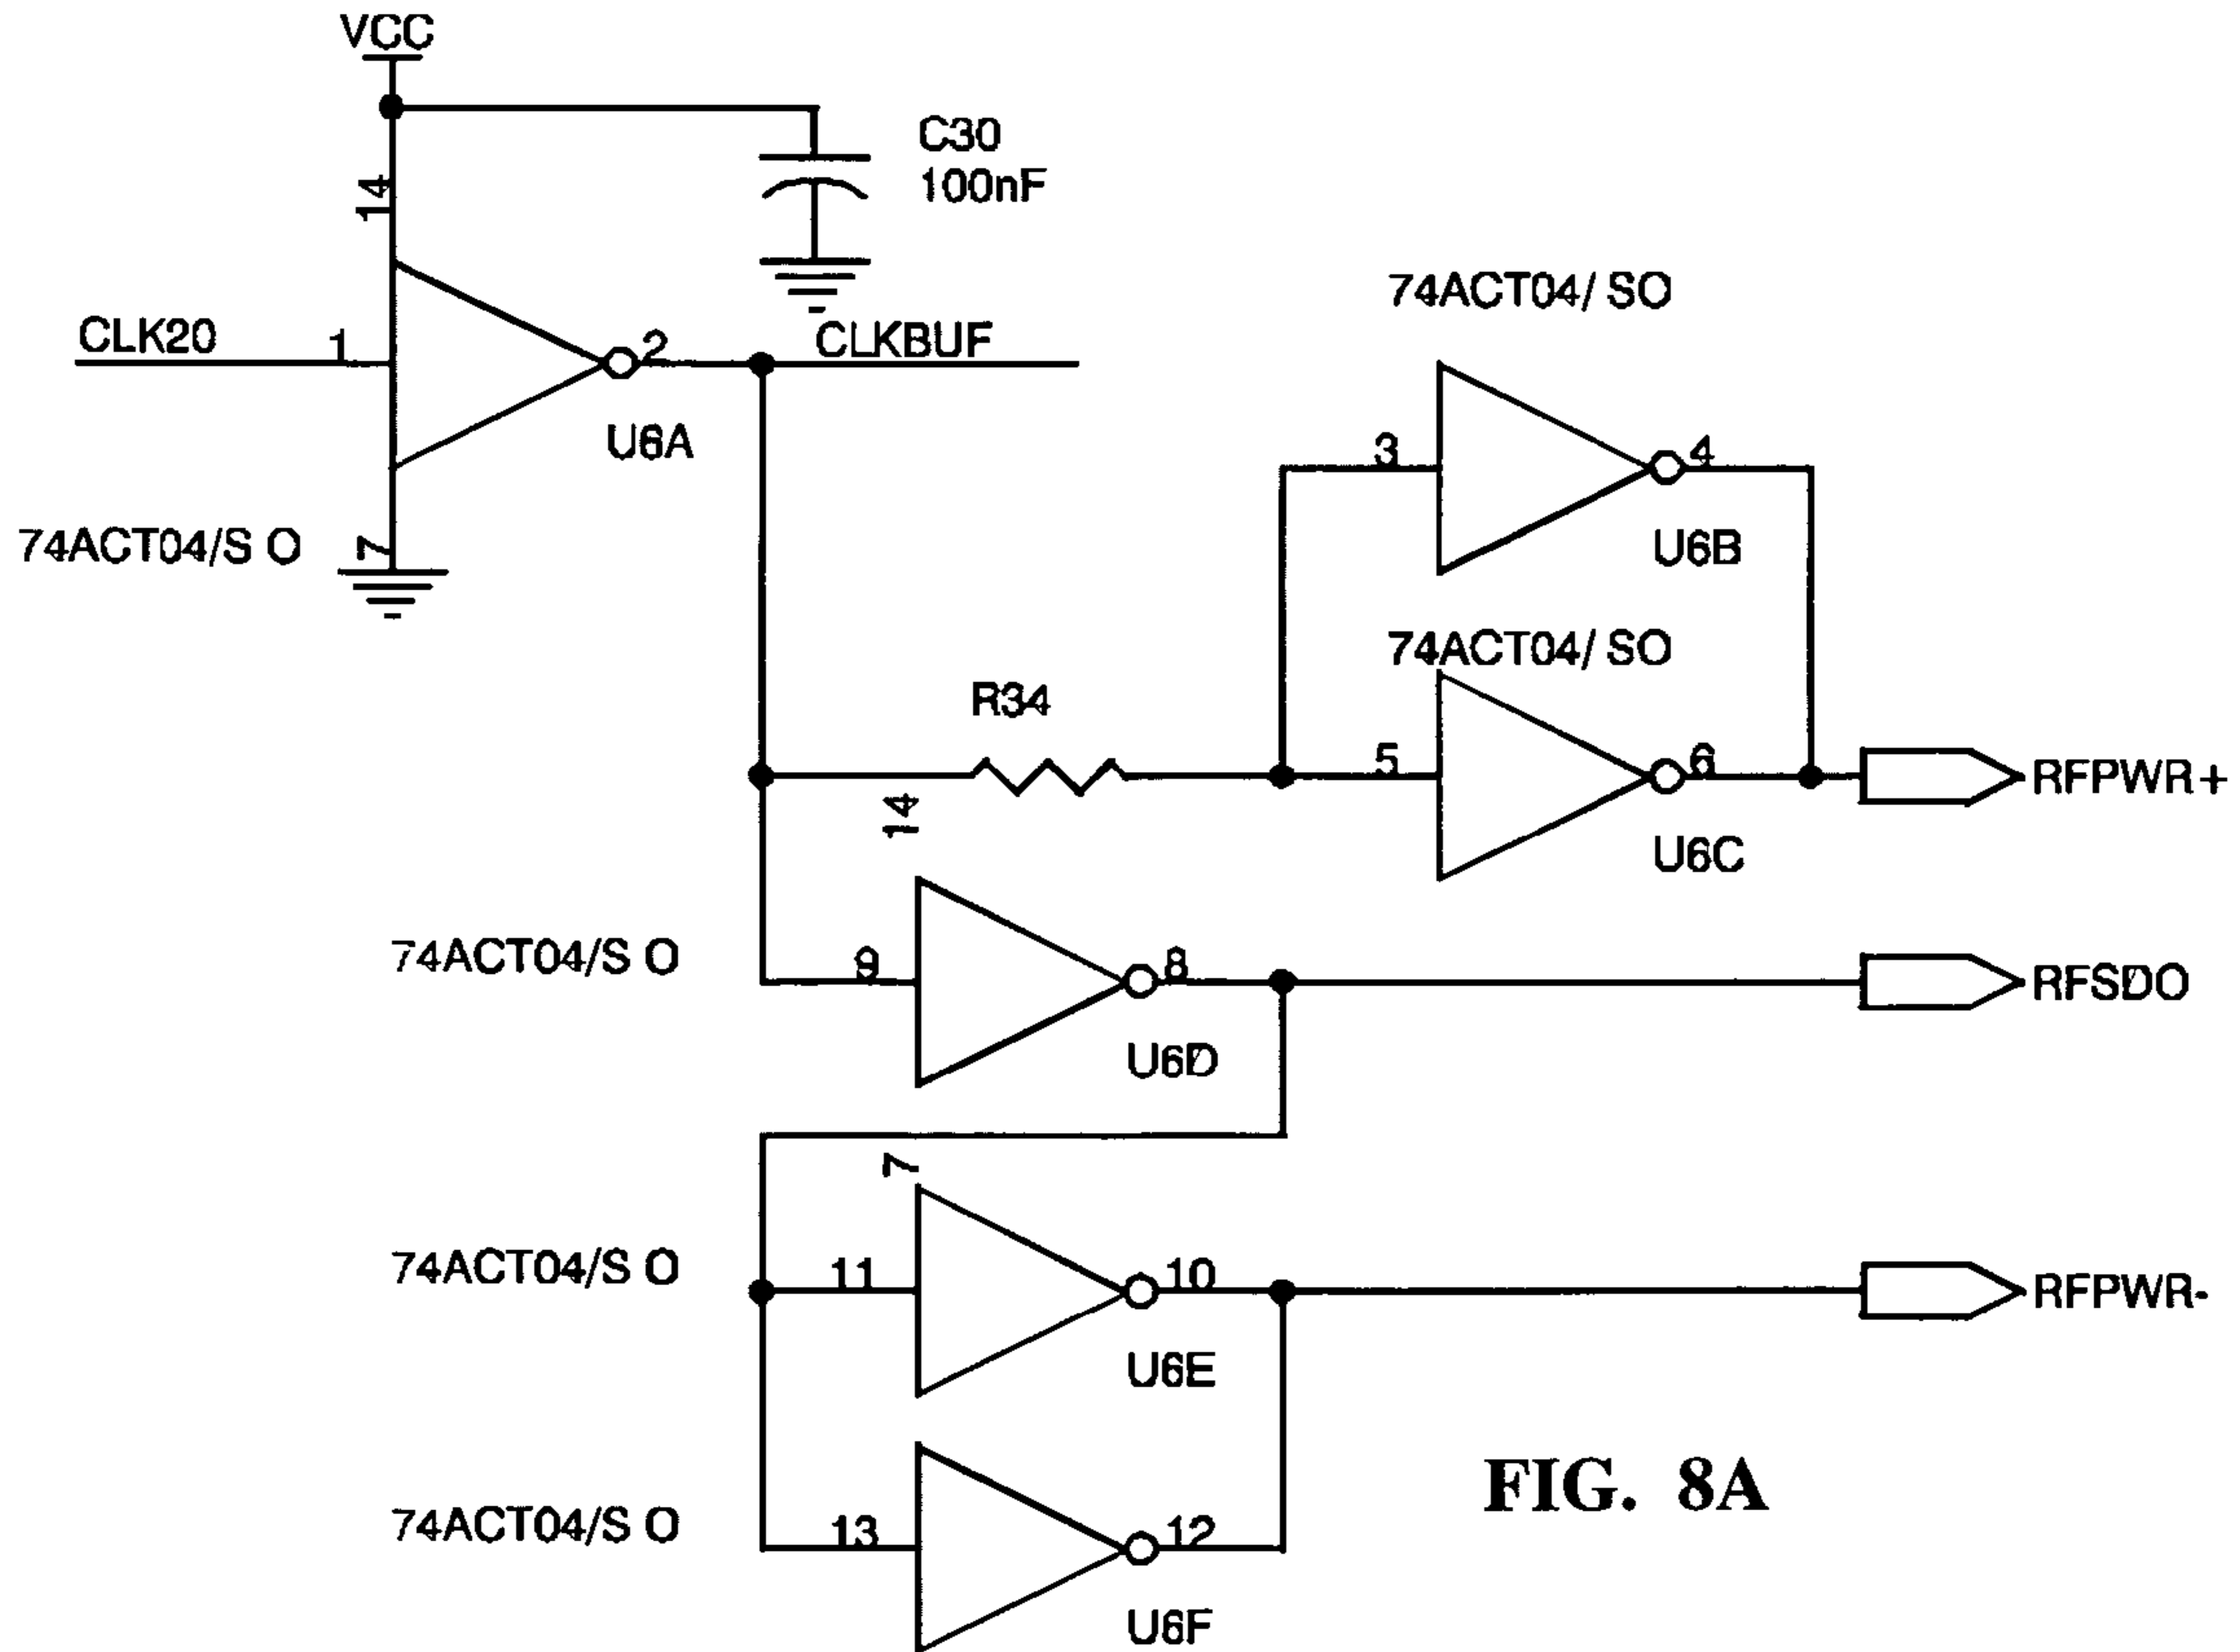 VCC
C30
100nF
14
74ACT04/ SO
CLK20
1
2
CLKBUF
U6A
3
4
74ACT04/S O
7
U6B
74ACT04/ SO
R34
5
6
RFPWR+
14
U6C
74ACT04/S O
9
8
RFSDO
U6D
7
74ACT04/S O
11
10
RFPWR-
U6E
FIG. 8A
74ACT04/S O
13
12
U6F